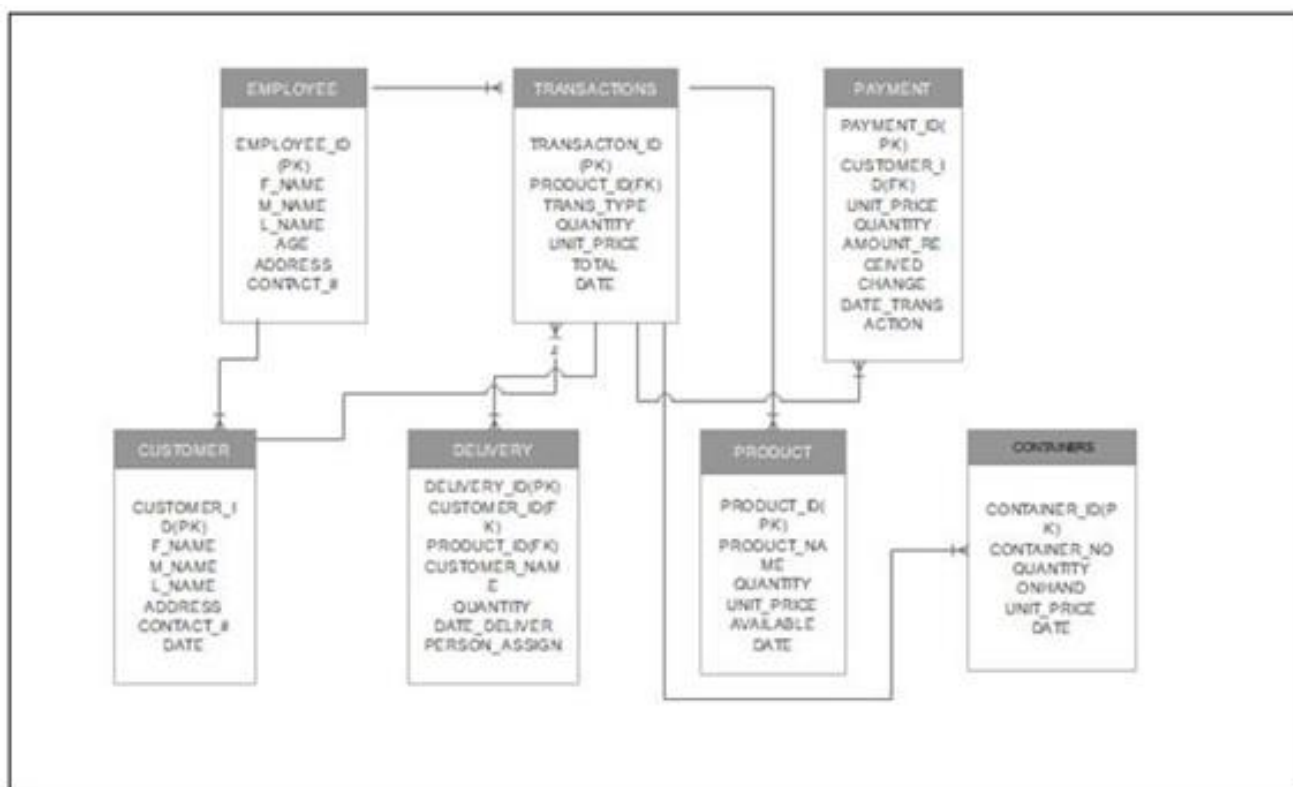 EMPLOYEE
EMPLOYEE_ID
(PK)
F_NAME
M_NAME
L_NAME
AGE
ADDRESS
CONTACT_#
TRANSACTIONS
TRANSACTON_ID
(PK)
PRODUCT_ID(FK)
TRANS_TYPE
QUANTITY
UNIT_PRICE
TOTAL
DATE
PAYMENT
PAYMENT_ID(
PK)
CUSTOMER_I
D(FK)
UNIT_PRICE
QUANTITY
AMOUNT_RE
CEIVED
CHANGE
DATE_TRANS
ACTION
CUSTOMER
CUSTOMER_I
D(PK)
F_NAME
M_NAME
L_NAME
ADDRESS
CONTACT_#
DATE
DELIVERY
DELIVERY_ID(PK)
CUSTOMER_ID(F
K)
PRODUCT_ID(FK)
CUSTOMER_NAM
E
QUANTITY
DATE_DELIVER
PERSON_ASSIGN
PRODUCT
PRODUCT_ID(
PK)
PRODUCT_NA
ME
QUANTITY
UNIT_PRICE
AVAILABLE
DATE
CONTAINERS
CONTAINER_ID(P
K)
CONTAINER_NO
QUANTITY
ONHAND
UNIT_PRICE
DATE